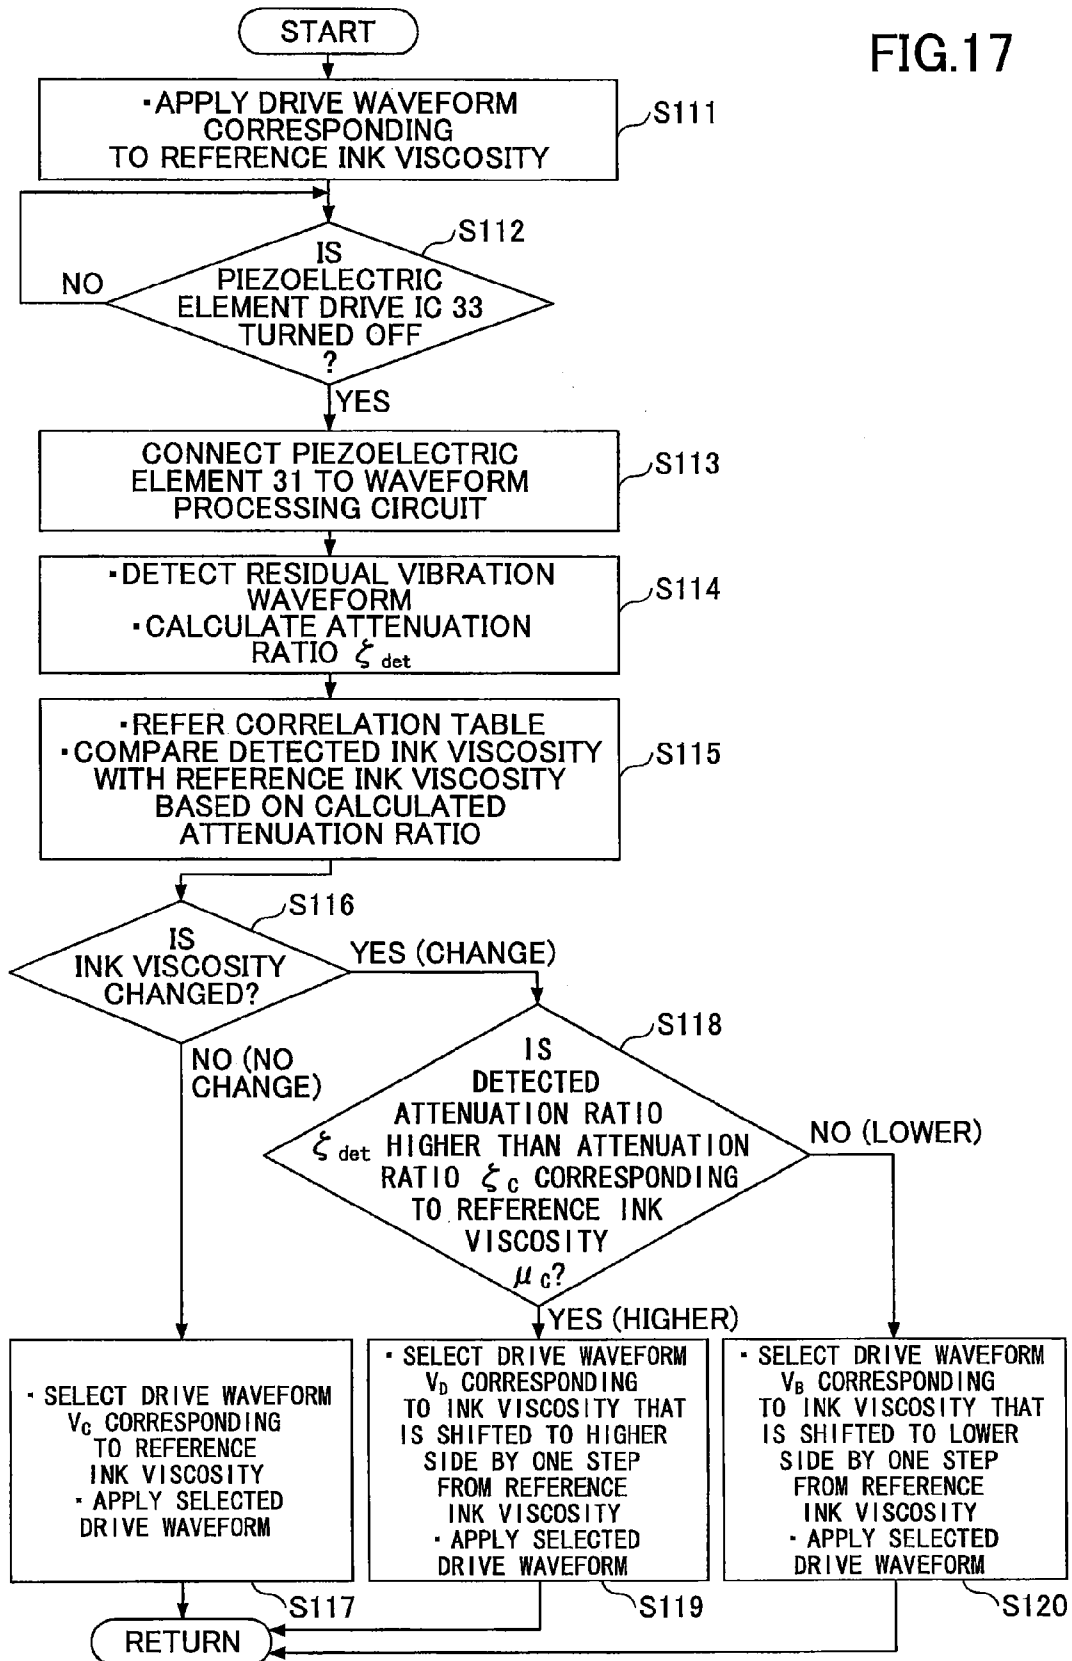 START
FIG.17
▪APPLY DRIVE WAVEFORM
CORRESPONDING
TO REFERENCE INK VISCOSITY
S111
S112
IS
PIEZOELECTRIC
ELEMENT DRIVE IC 33
TURNED OFF
?
NO
YES
CONNECT PIEZOELECTRIC
ELEMENT 31 TO WAVEFORM
PROCESSING CIRCUIT
S113
▪DETECT RESIDUAL VIBRATION
WAVEFORM
▪CALCULATE ATTENUATION
RATIO ζdet
S114
▪REFER CORRELATION TABLE
▪COMPARE DETECTED INK VISCOSITY
WITH REFERENCE INK VISCOSITY
BASED ON CALCULATED
ATTENUATION RATIO
S115
S116
IS
INK VISCOSITY
CHANGED?
YES (CHANGE)
NO (NO
CHANGE)
S118
IS
DETECTED
ATTENUATION RATIO
ζdet HIGHER THAN ATTENUATION
RATIO ζC CORRESPONDING
TO REFERENCE INK
VISCOSITY
μC?
NO (LOWER)
YES (HIGHER)
▪ SELECT DRIVE WAVEFORM
VC CORRESPONDING
TO REFERENCE
INK VISCOSITY
▪ APPLY SELECTED
DRIVE WAVEFORM
S117
▪ SELECT DRIVE WAVEFORM
VD CORRESPONDING
TO INK VISCOSITY THAT
IS SHIFTED TO HIGHER
SIDE BY ONE STEP
FROM REFERENCE
INK VISCOSITY
▪ APPLY SELECTED
DRIVE WAVEFORM
S119
▪ SELECT DRIVE WAVEFORM
VB CORRESPONDING
TO INK VISCOSITY THAT
IS SHIFTED TO LOWER
SIDE BY ONE STEP
FROM REFERENCE
INK VISCOSITY
▪ APPLY SELECTED
DRIVE WAVEFORM
S120
RETURN